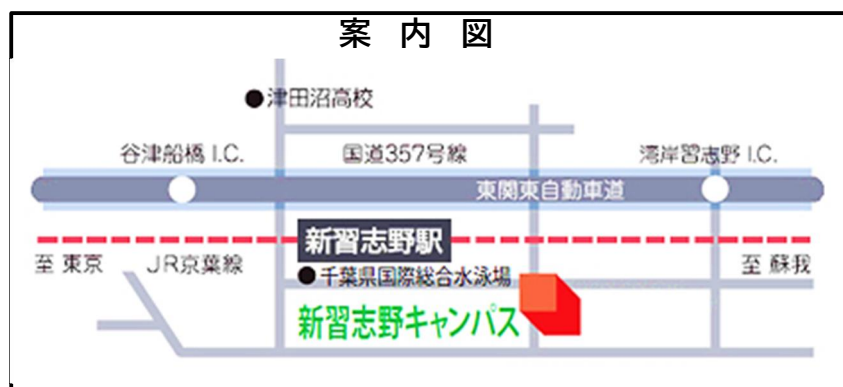 案内図
●津田沼高校
谷津船橋 I.C.
国道357号線
湾岸習志野 I.C.
東関東自動車道
新習志野駅
至 東京
JR京葉線
●千葉県国際総合水泳場
至 蘇我
新習志野キャンパス